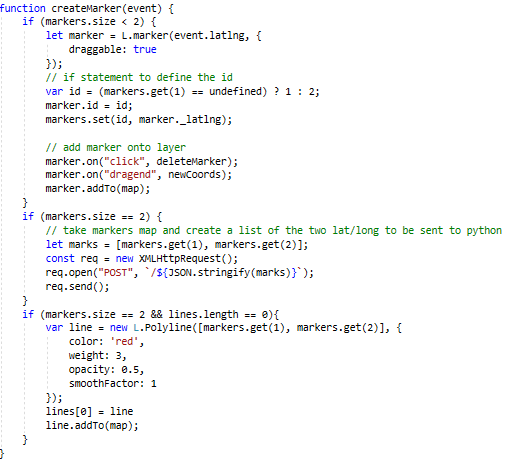 function createMarker(event) {
    if (markers.size < 2) {
        let marker = L.marker(event.latlng, {
            draggable: true
        });
        // if statement to define the id
        var id = (markers.get(1) == undefined) ? 1 : 2;
        marker.id = id;
        markers.set(id, marker._latlng);

        // add marker onto layer
        marker.on("click", deleteMarker);
        marker.on("dragend", newCoords);
        marker.addTo(map);
    }
    if (markers.size == 2) {
        // take markers map and create a list of the two lat/long to be sent to python
        let marks = [markers.get(1), markers.get(2)];
        const req = new XMLHttpRequest();
        req.open("POST", `/${JSON.stringify(marks)}`);
        req.send();
    }
    if (markers.size == 2 && lines.length == 0){
        var line = new L.Polyline([markers.get(1), markers.get(2)], {
            color: 'red',
            weight: 3,
            opacity: 0.5,
            smoothFactor: 1
        });
        lines[0] = line
        line.addTo(map);
    }
}